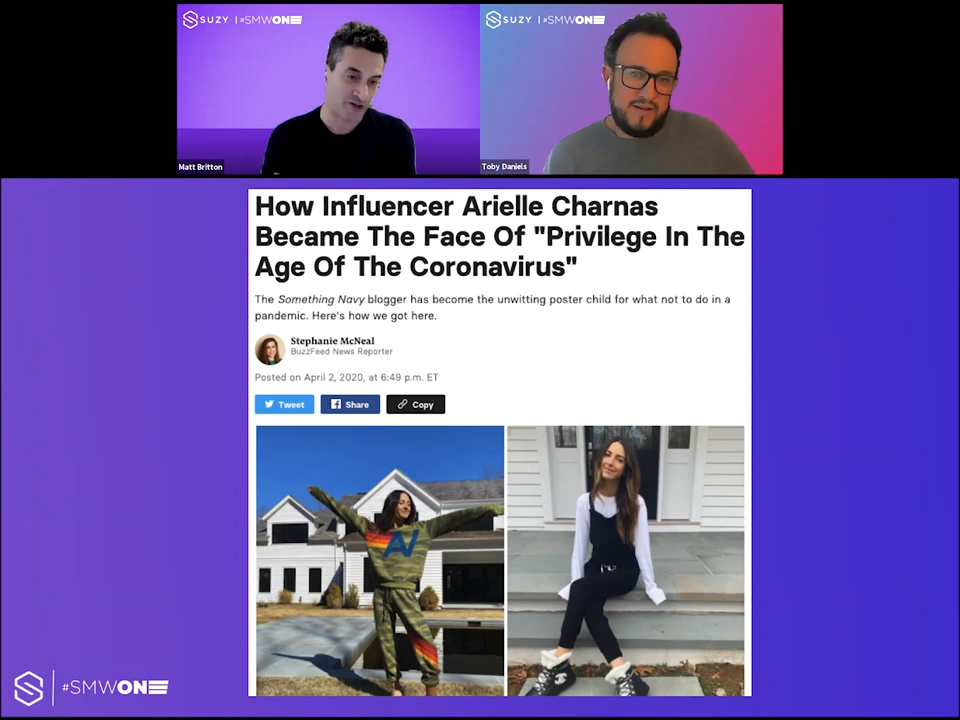 SUZY | #SMWONE
SUZY | #SMWONE
Matt Britton
Toby Daniels
How Influencer Arielle Charnas
Became The Face Of "Privilege In The
Age Of The Coronavirus"
The Something Navy blogger has become the unwitting poster child for what not to do in a
pandemic. Here's how we got here.
Stephanie McNeal
BuzzFeed News Reporter
Posted on April 2, 2020, at 6:49 p.m. ET
Tweet
Share
Copy
#SMWONE